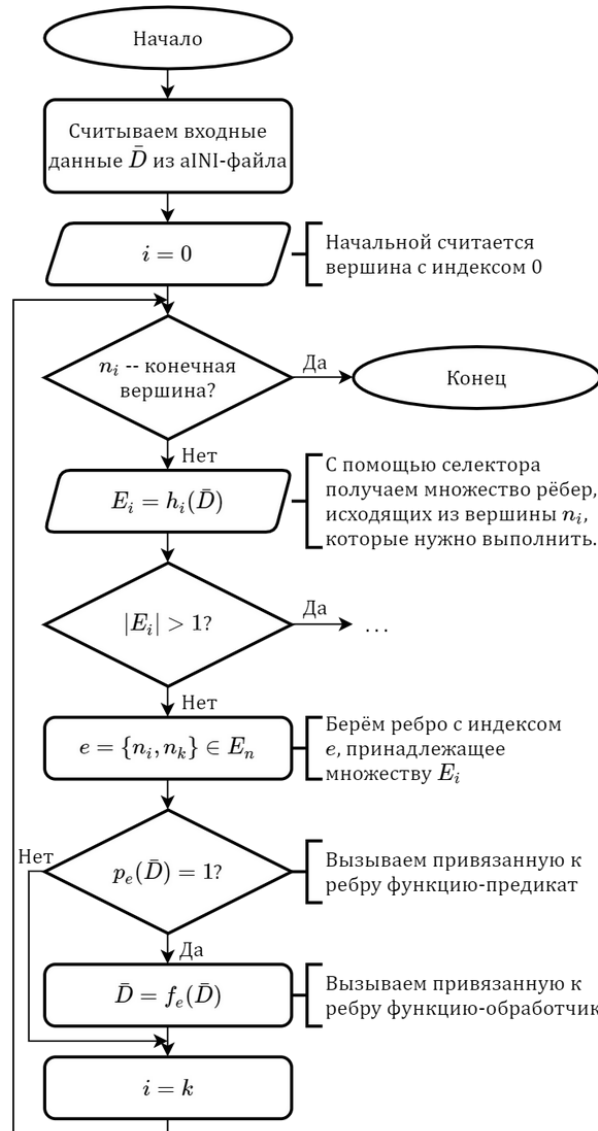 Начало
Считываем входные
данные D̄ из aINI-файла
i = 0
Начальной считается
вершина с индексом 0
n_i -- конечная
вершина?
Да
Конец
Нет
E_i = h_i(D̄)
С помощью селектора
получаем множество рёбер,
исходящих из вершины n_i,
которые нужно выполнить.
|E_i| > 1?
Да
...
Нет
e = {n_i, n_k} ∈ E_n
Берём ребро с индексом
e, принадлежащее
множеству E_i
Нет
p_e(D̄) = 1?
Вызываем привязанную к
ребру функцию-предикат
Да
D̄ = f_e(D̄)
Вызываем привязанную к
ребру функцию-обработчик
i = k